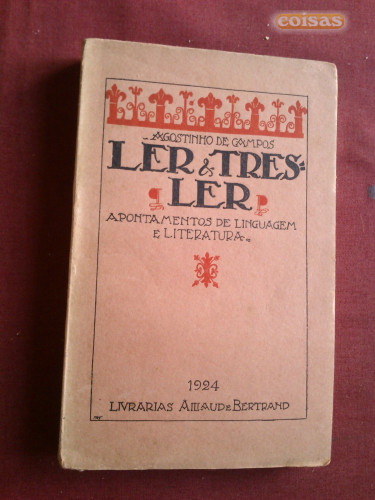 coisas
AGOSTINHO DE CAMPOS
LER & TRES=
LER
APONTAMENTOS DE LINGUAGEM
E LITERATURA.
1924
LIVRARIAS AILLAUD E BERTRAND